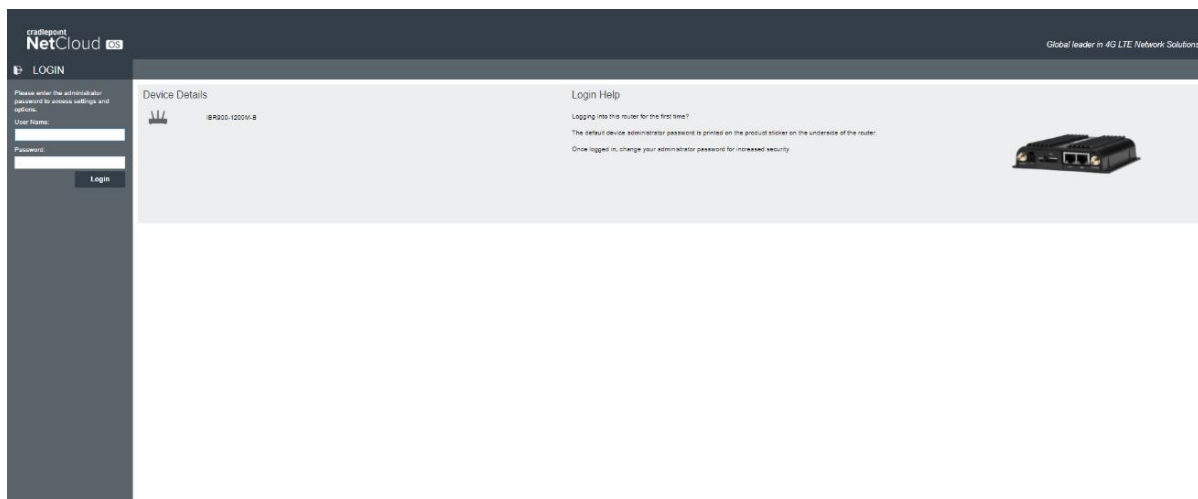 cradlepoint
NetCloud OS
Global leader in 4G LTE Network Solutions
LOGIN
Please enter the administrator
password to access settings and
options.
User Name:
Password:
Login
Device Details
IBR900-1200M-B
Login Help
Logging into this router for the first time?
The default device administrator password is printed on the product sticker on the underside of the router.
Once logged in, change your administrator password for increased security.